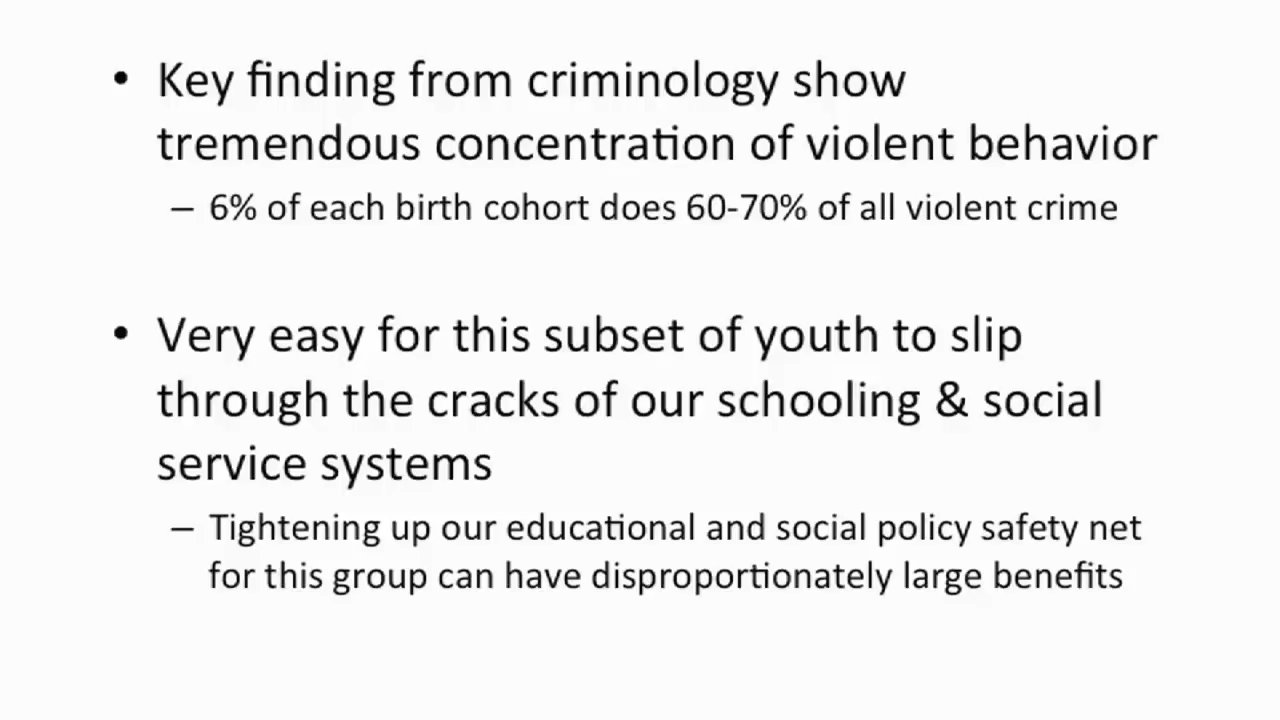 • Key finding from criminology show
tremendous concentration of violent behavior
– 6% of each birth cohort does 60-70% of all violent crime
• Very easy for this subset of youth to slip
through the cracks of our schooling & social
service systems
– Tightening up our educational and social policy safety net
for this group can have disproportionately large benefits